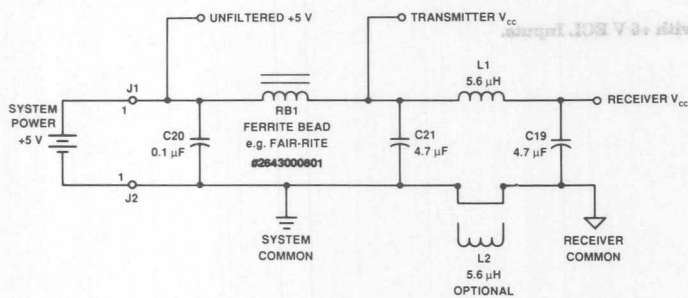 with +5 V ECL Inputs.
UNFILTERED +5 V
TRANSMITTER VCC
L1
5.6 µH
J1
1
RECEIVER VCC
SYSTEM
POWER
+5 V
RB1
FERRITE BEAD
e.g. FAIR-RITE
#2643000801
C20
0.1 µF
C21
4.7 µF
C19
4.7 µF
1
J2
SYSTEM
COMMON
L2
5.6 µH
OPTIONAL
RECEIVER
COMMON